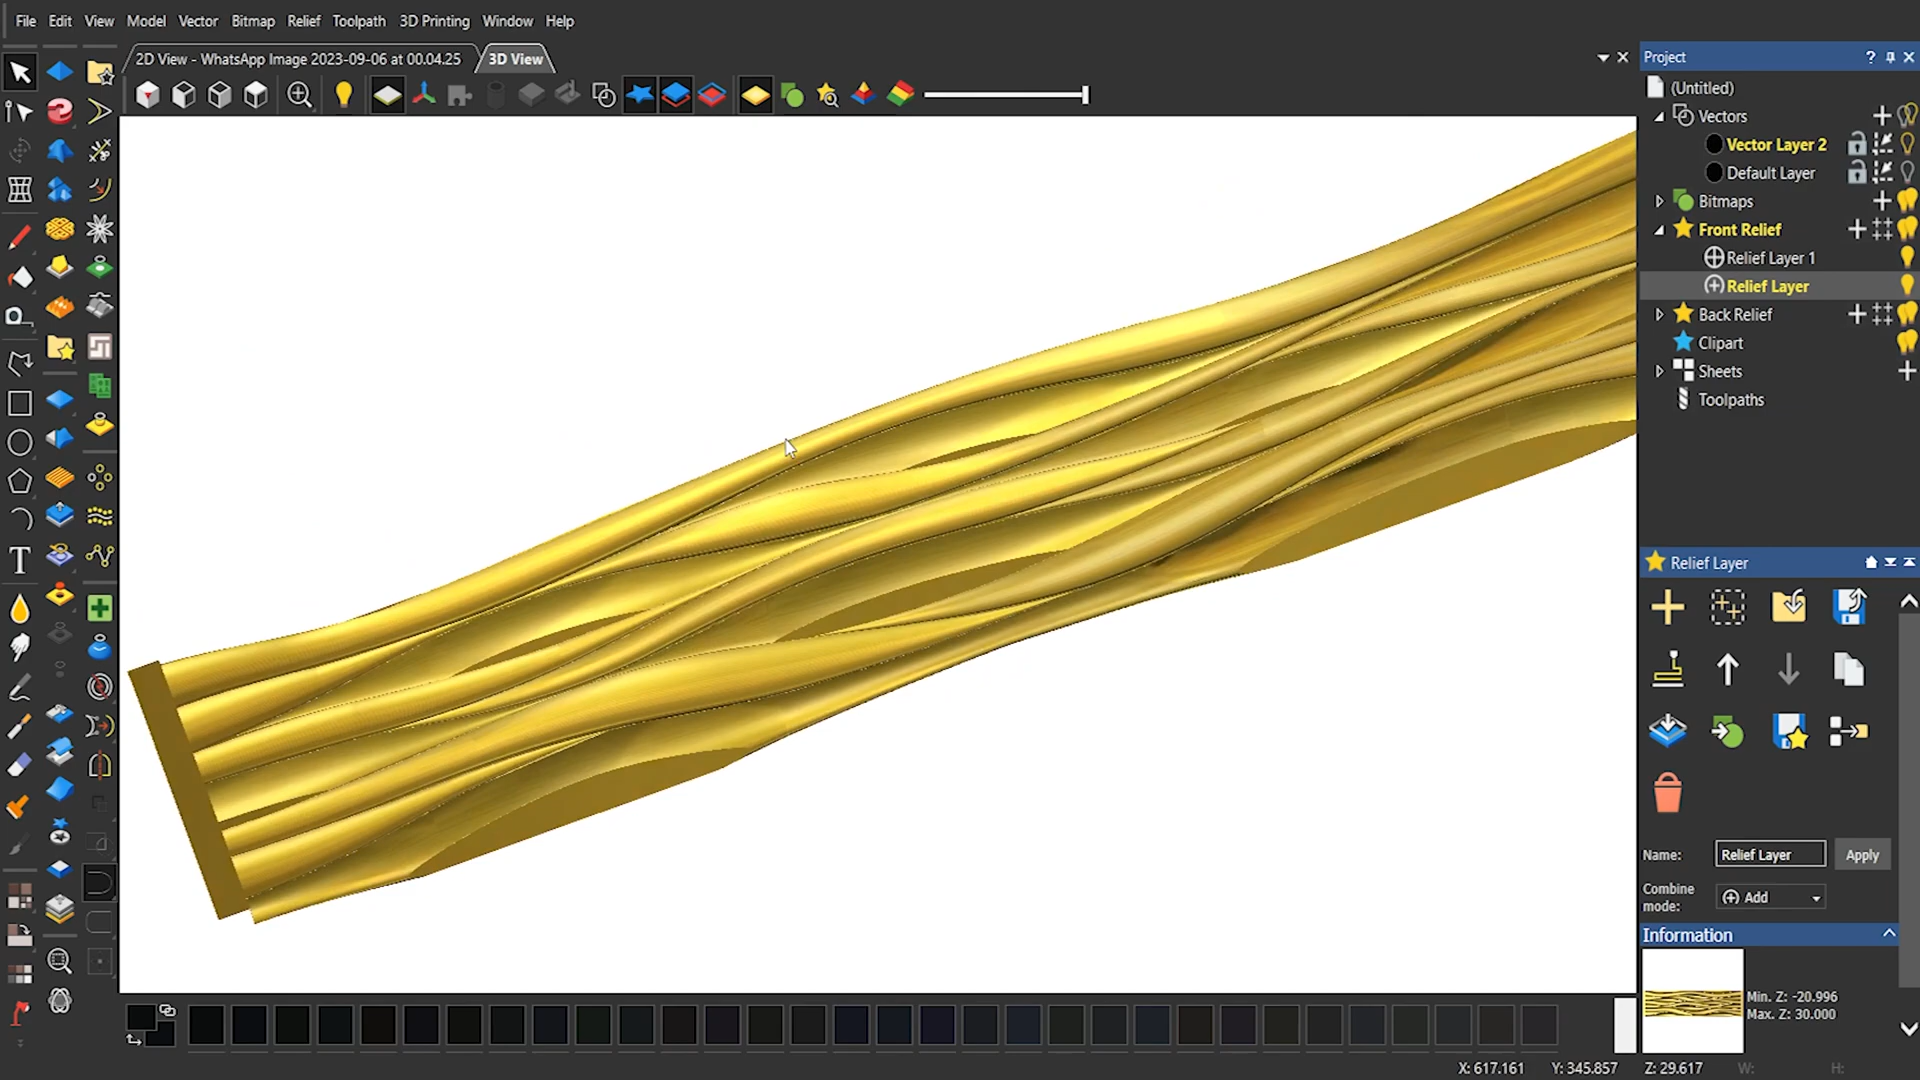 File Edit View Model Vector Bitmap Relief Toolpath 3D Printing Window Help
2D View - WhatsApp Image 2023-09-06 at 00.04.25
3D View
Project
(Untitled)
Vectors
Vector Layer 2
Default Layer
Bitmaps
Front Relief
Relief Layer 1
Relief Layer
Back Relief
Clipart
Sheets
Toolpaths
Relief Layer
Name: Relief Layer Apply
Combine mode: Add
Information
Min. Z: -20.996
Max. Z: 30.000
X: 617.161 Y: 345.857 Z: 29.617 W: H: